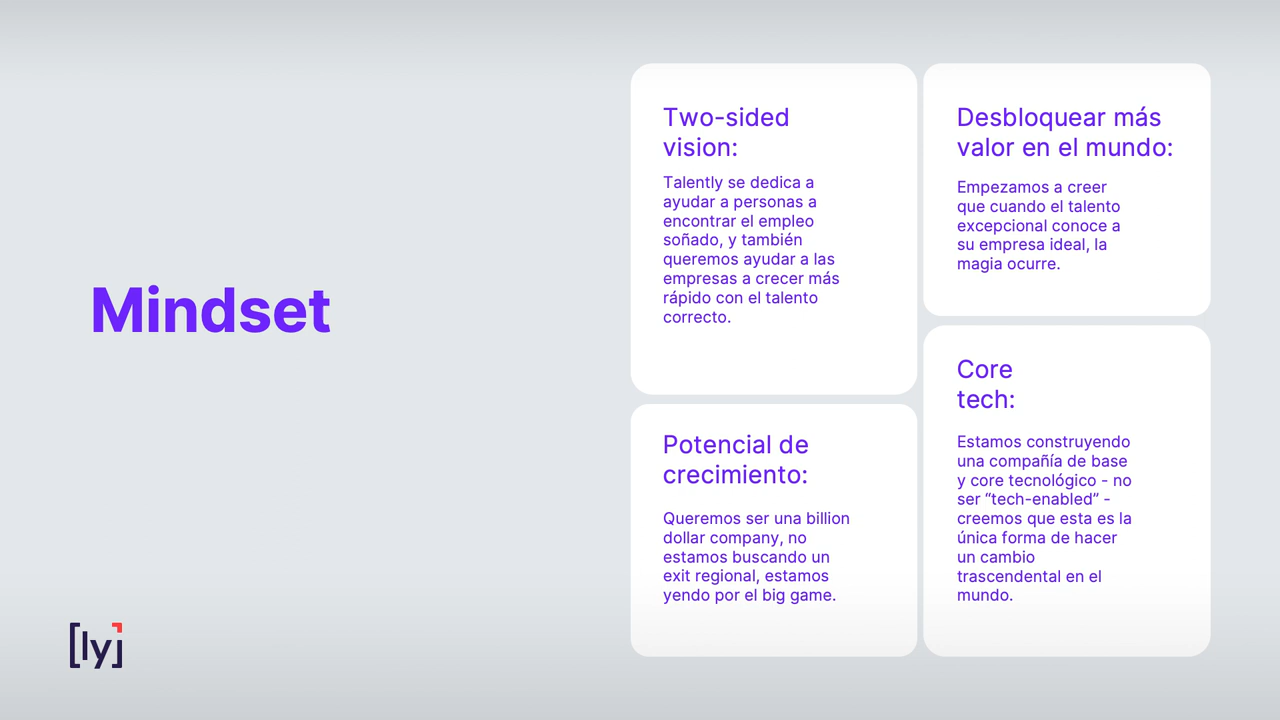 Mindset
Two-sided
vision:
Talently se dedica a
ayudar a personas a
encontrar el empleo
soñado, y también
queremos ayudar a las
empresas a crecer más
rápido con el talento
correcto.
Desbloquear más
valor en el mundo:
Empezamos a creer
que cuando el talento
excepcional conoce a
su empresa ideal, la
magia ocurre.
Potencial de
crecimiento:
Queremos ser una billion
dollar company, no
estamos buscando un
exit regional, estamos
yendo por el big game.
Core
tech:
Estamos construyendo
una compañía de base
y core tecnológico - no
ser “tech-enabled” -
creemos que esta es la
única forma de hacer
un cambio
trascendental en el
mundo.
[ly]